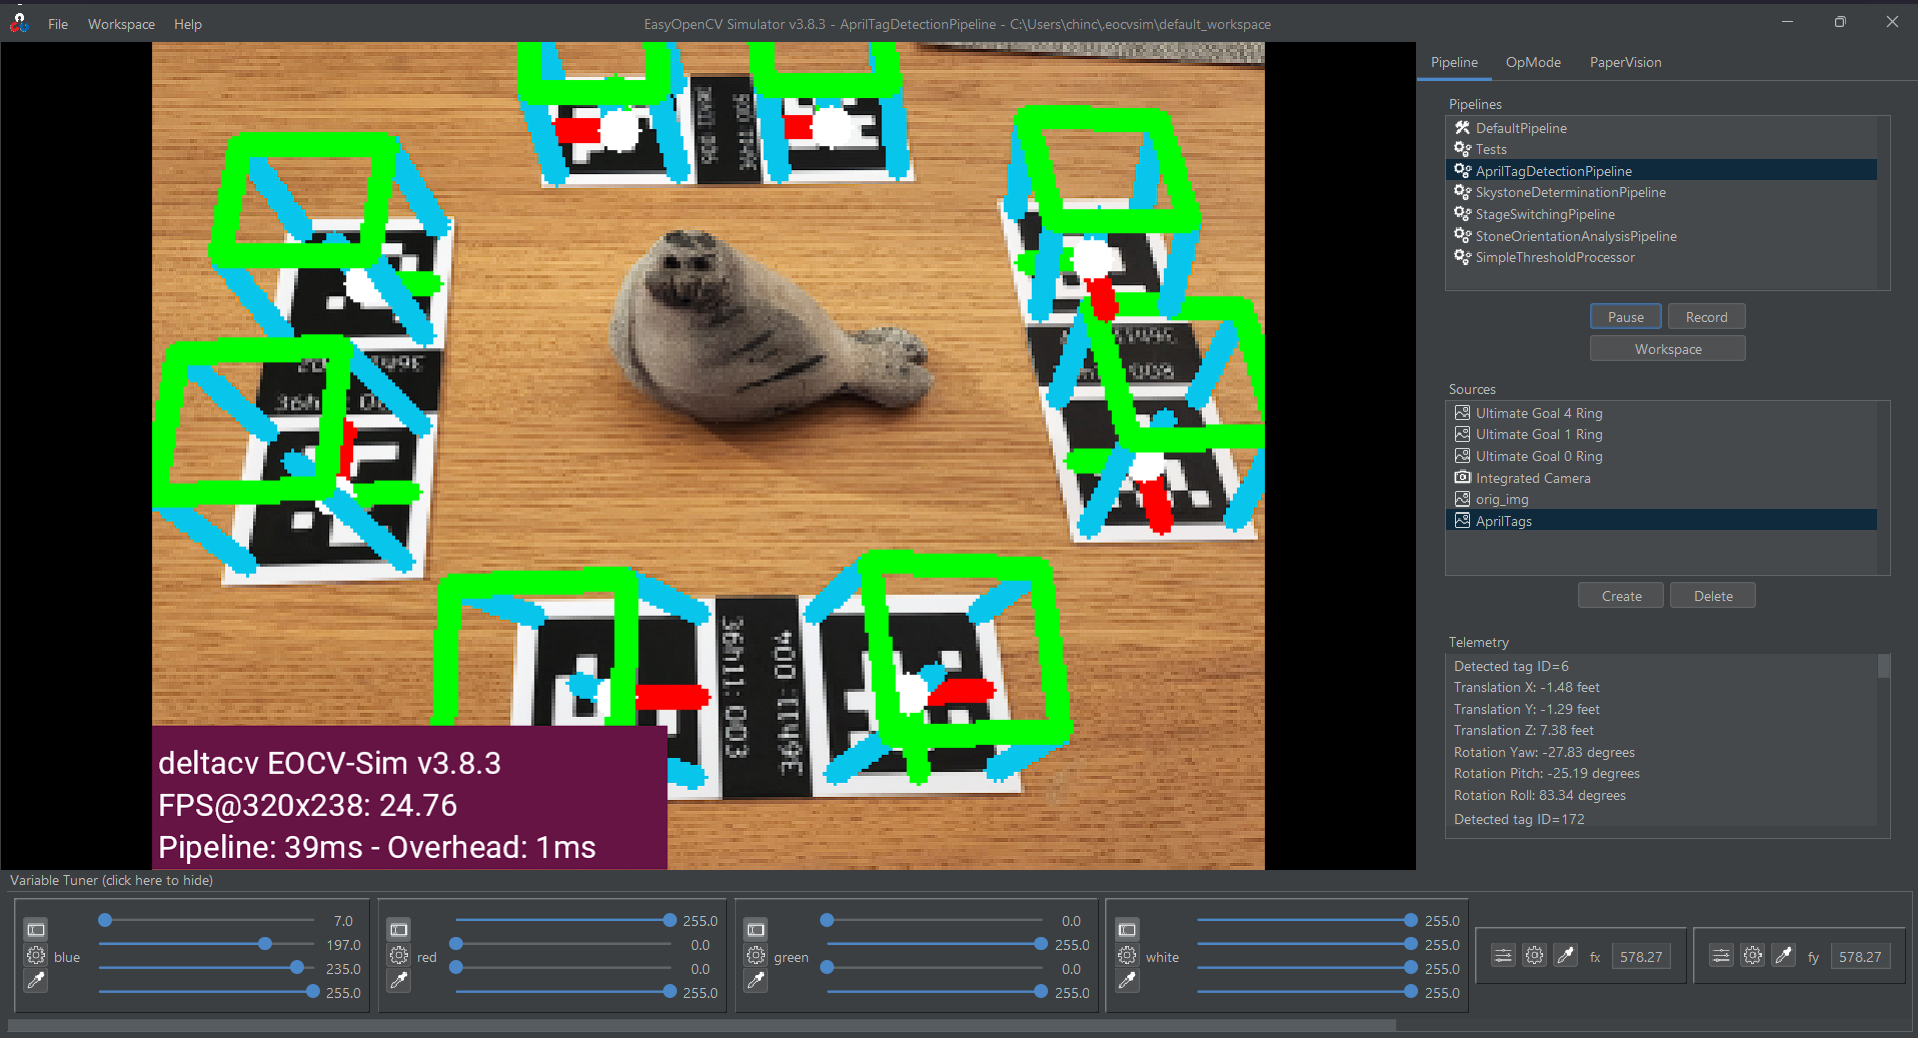 File Workspace Help
EasyOpenCV Simulator v3.8.3 - AprilTagDetectionPipeline - C:\Users\chinc\.eocvsim\default_workspace
Pipeline OpMode PaperVision
Pipelines
DefaultPipeline
Tests
AprilTagDetectionPipeline
SkystoneDeterminationPipeline
StageSwitchingPipeline
StoneOrientationAnalysisPipeline
SimpleThresholdProcessor
Pause Record
Workspace
Sources
Ultimate Goal 4 Ring
Ultimate Goal 1 Ring
Ultimate Goal 0 Ring
Integrated Camera
orig_img
AprilTags
Create Delete
Telemetry
Detected tag ID=6
Translation X: -1.48 feet
Translation Y: -1.29 feet
Translation Z: 7.38 feet
Rotation Yaw: -27.83 degrees
Rotation Pitch: -25.19 degrees
Rotation Roll: 83.34 degrees
Detected tag ID=172
36h11:003
36h11:004
deltacv EOCV-Sim v3.8.3
FPS@320x238: 24.76
Pipeline: 39ms - Overhead: 1ms
Variable Tuner (click here to hide)
blue 7.0 197.0 235.0 255.0
red 255.0 0.0 0.0 255.0
green 0.0 255.0 0.0 255.0
white 255.0 255.0 255.0 255.0
fx 578.27
fy 578.27